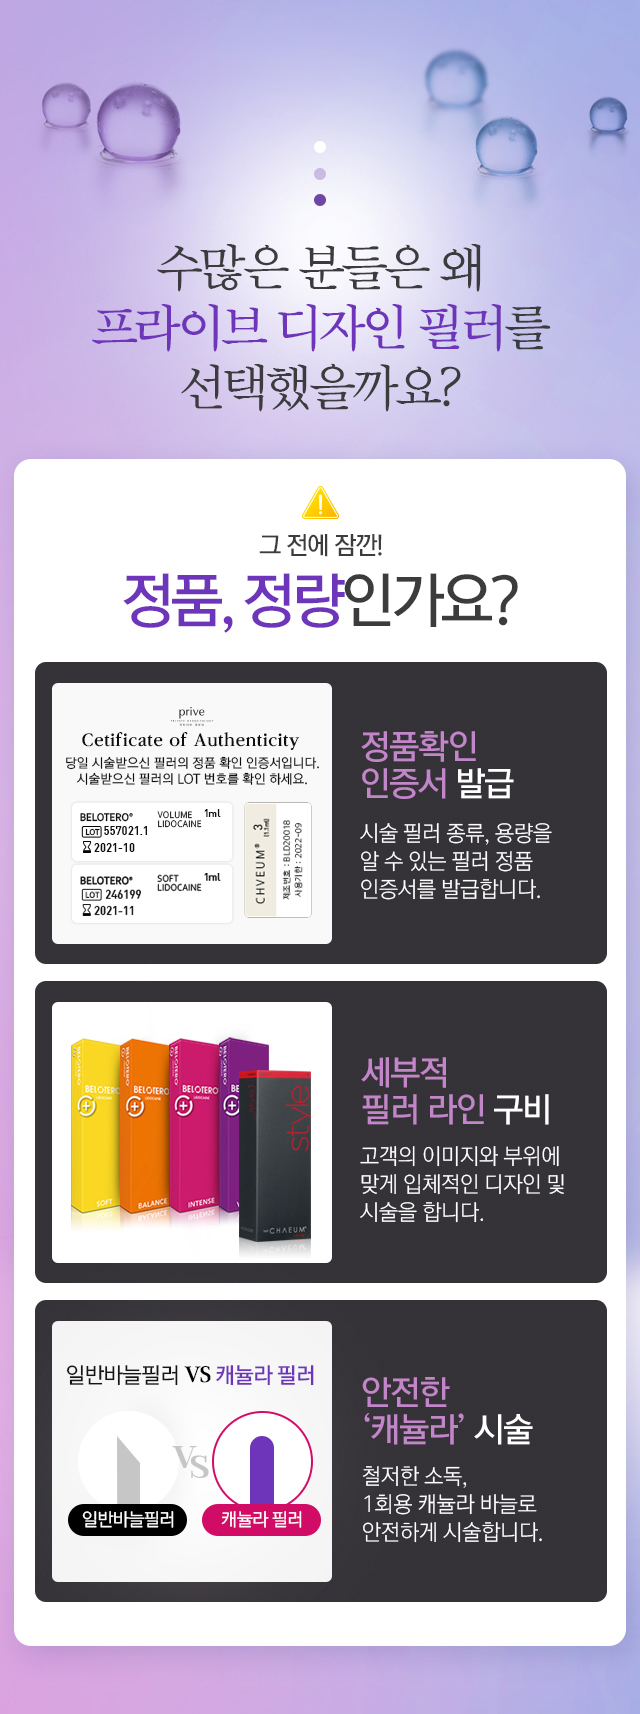 수많은 분들은 왜
프라이브 디자인 필러를
선택했을까요?
그 전에 잠깐!
정품, 정량인가요?
prive
Cetificate of Authenticity
당일 시술받으신 필러의 정품 확인 인증서입니다.
시술받으신 필러의 LOT 번호를 확인 하세요.
BELOTERO® VOLUME 1ml
LIDOCAINE
LOT 557021.1
2021-10
BELOTERO® SOFT 1ml
LIDOCAINE
LOT 246199
2021-11
CHVEUM® 3 (1.1ml)
제조번호 : BLD20018
사용기한 : 2022-09
정품확인
인증서 발급
시술 필러 종류, 용량을
알 수 있는 필러 정품
인증서를 발급합니다.
BELOTERO
LIDOCAINE
SOFT
BELOTERO
LIDOCAINE
BALANCE
BELOTERO
LIDOCAINE
INTENSE
BELOTERO
style
CHAEUM®
세부적
필러 라인 구비
고객의 이미지와 부위에
맞게 입체적인 디자인 및
시술을 합니다.
일반바늘필러 VS 캐뉼라 필러
VS
일반바늘필러
캐뉼라 필러
안전한
‘캐뉼라’ 시술
철저한 소독,
1회용 캐뉼라 바늘로
안전하게 시술합니다.